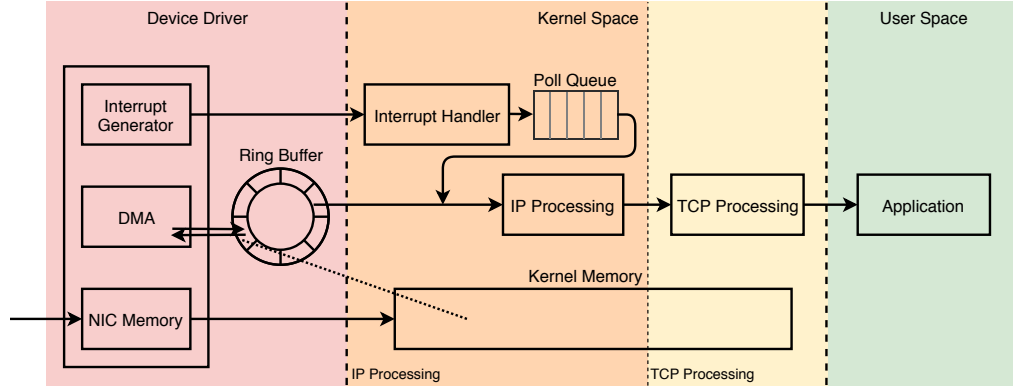 Device Driver
Kernel Space
User Space
Interrupt
Generator
Interrupt Handler
Poll Queue
Ring Buffer
DMA
IP Processing
TCP Processing
Application
Kernel Memory
NIC Memory
IP Processing
TCP Processing